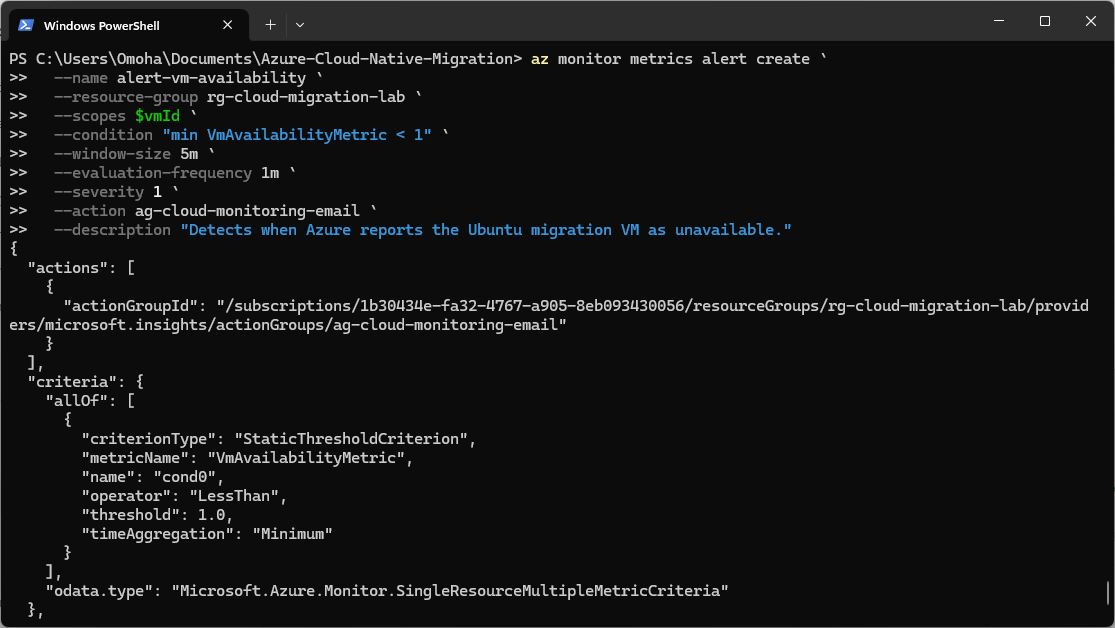 Windows PowerShell
PS C:\Users\Omoha\Documents\Azure-Cloud-Native-Migration> az monitor metrics alert create `
>>   --name alert-vm-availability `
>>   --resource-group rg-cloud-migration-lab `
>>   --scopes $vmId `
>>   --condition "min VmAvailabilityMetric < 1" `
>>   --window-size 5m `
>>   --evaluation-frequency 1m `
>>   --severity 1 `
>>   --action ag-cloud-monitoring-email `
>>   --description "Detects when Azure reports the Ubuntu migration VM as unavailable."
{
  "actions": [
    {
      "actionGroupId": "/subscriptions/1b30434e-fa32-4767-a905-8eb093430056/resourceGroups/rg-cloud-migration-lab/provid
ers/microsoft.insights/actionGroups/ag-cloud-monitoring-email"
    }
  ],
  "criteria": {
    "allOf": [
      {
        "criterionType": "StaticThresholdCriterion",
        "metricName": "VmAvailabilityMetric",
        "name": "cond0",
        "operator": "LessThan",
        "threshold": 1.0,
        "timeAggregation": "Minimum"
      }
    ],
    "odata.type": "Microsoft.Azure.Monitor.SingleResourceMultipleMetricCriteria"
  },